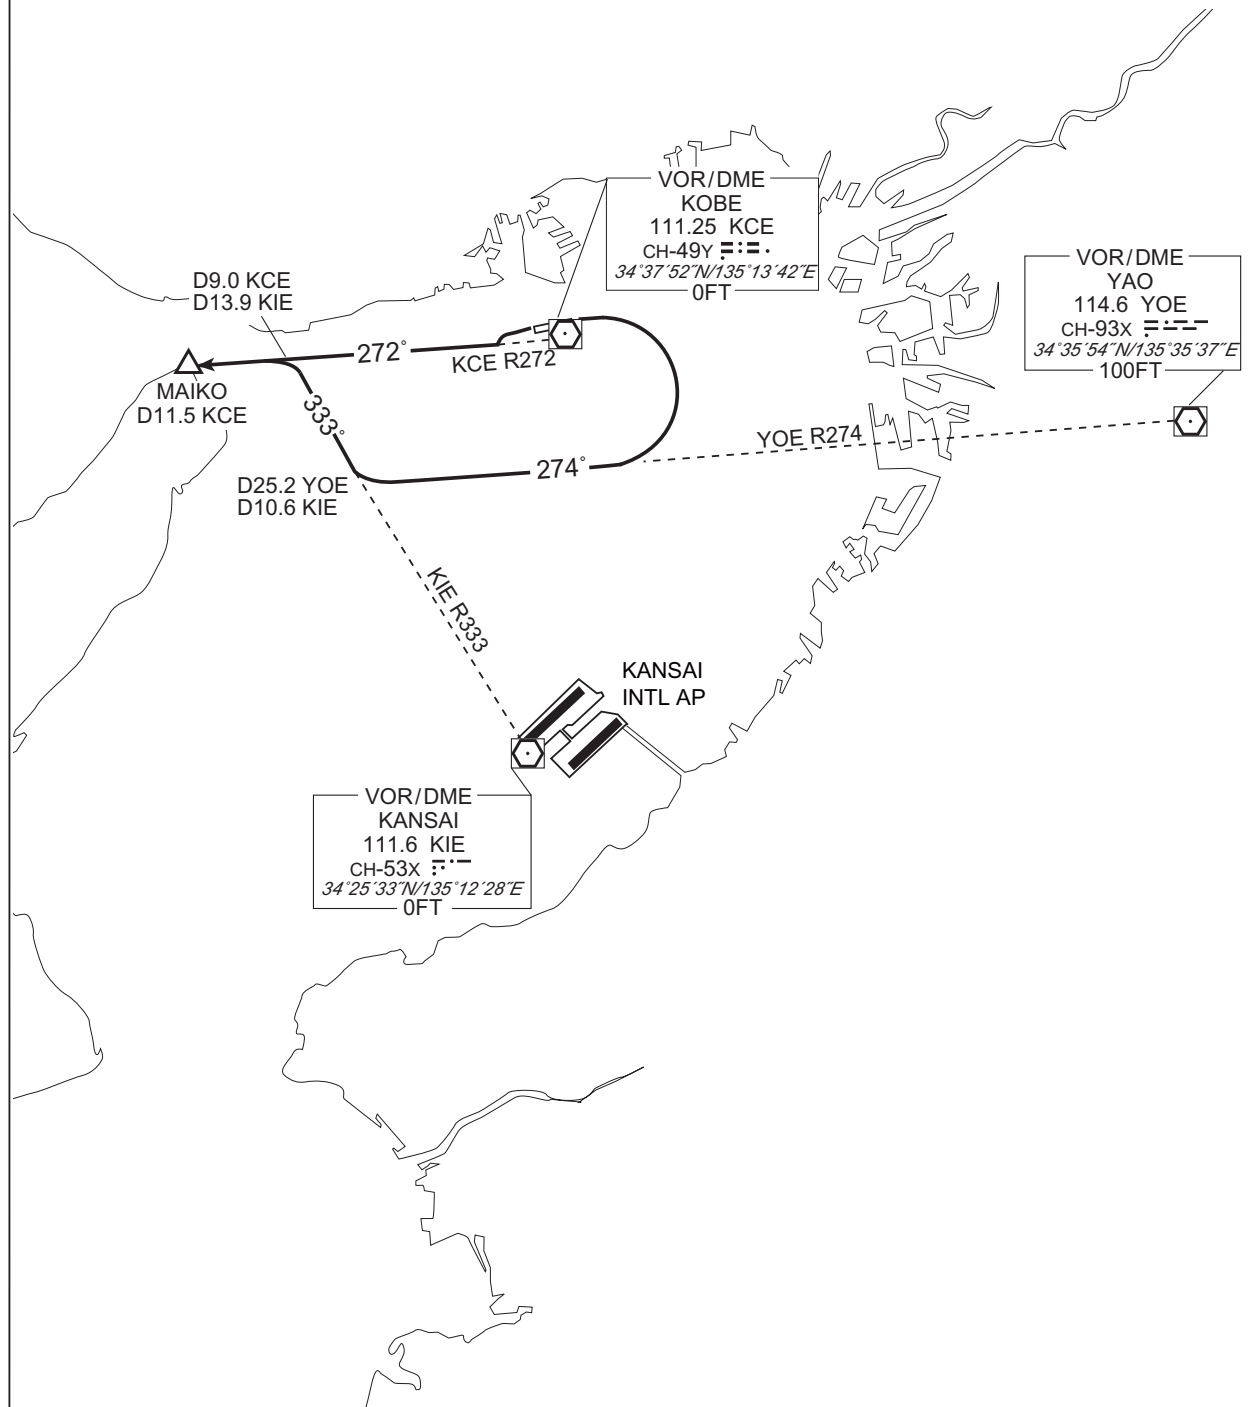 VOR/DME
KOBE
111.25 KCE
CH-49Y
34°37´52˝N/135°13´42˝E
0FT
VOR/DME
YAO
114.6 YOE
CH-93X
34°35´54˝N/135°35´37˝E
100FT
D9.0 KCE
D13.9 KIE
272°
KCE R272
MAIKO
D11.5 KCE
333°
YOE R274
274°
D25.2 YOE
D10.6 KIE
KIE R333
KANSAI
INTL AP
VOR/DME
KANSAI
111.6 KIE
CH-53X
34°25´33˝N/135°12´28˝E
0FT